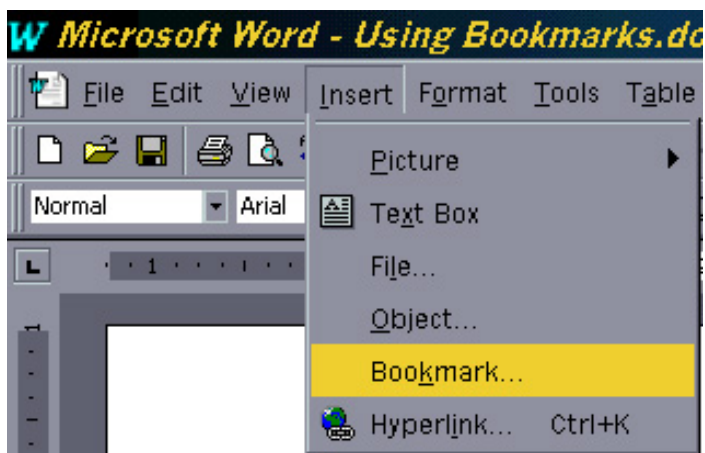 W Microsoft Word - Using Bookmarks.do
File Edit View Insert Format Tools Table
Picture
Normal Arial
Text Box
L
1
File...
Object...
Bookmark...
Hyperlink... Ctrl+K